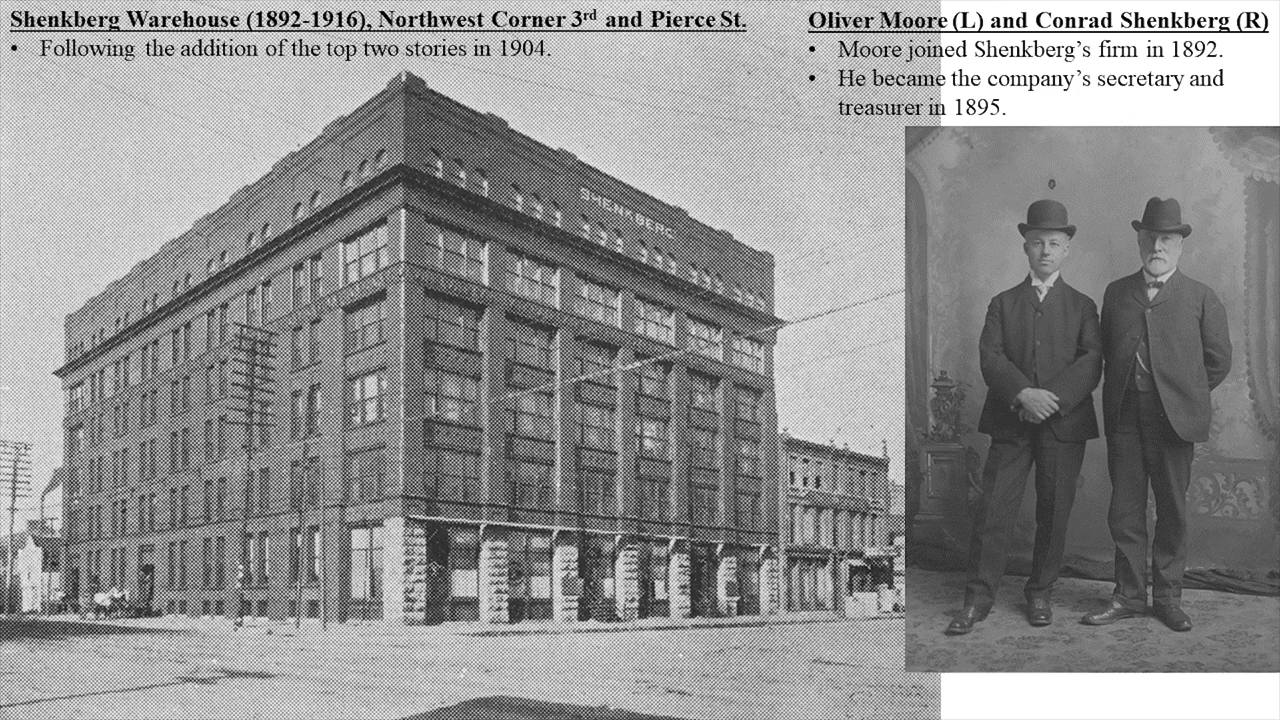 Shenkberg Warehouse (1892-1916), Northwest Corner 3rd and Pierce St.
• Following the addition of the top two stories in 1904.
Oliver Moore (L) and Conrad Shenkberg (R)
• Moore joined Shenkberg’s firm in 1892.
• He became the company’s secretary and
treasurer in 1895.
SHENKBERG